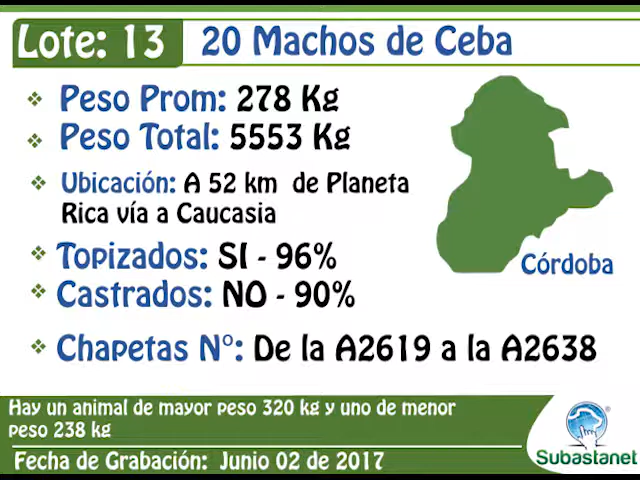 Lote: 13 20 Machos de Ceba
Peso Prom: 278 Kg
Peso Total: 5553 Kg
Ubicación: A 52 km de Planeta
Rica vía a Caucasia
Topizados: SI - 96%
Castrados: NO - 90%
Córdoba
Chapetas N°: De la A2619 a la A2638
Hay un animal de mayor peso 320 kg y uno de menor
peso 238 kg
Fecha de Grabación: Junio 02 de 2017
Subastanet